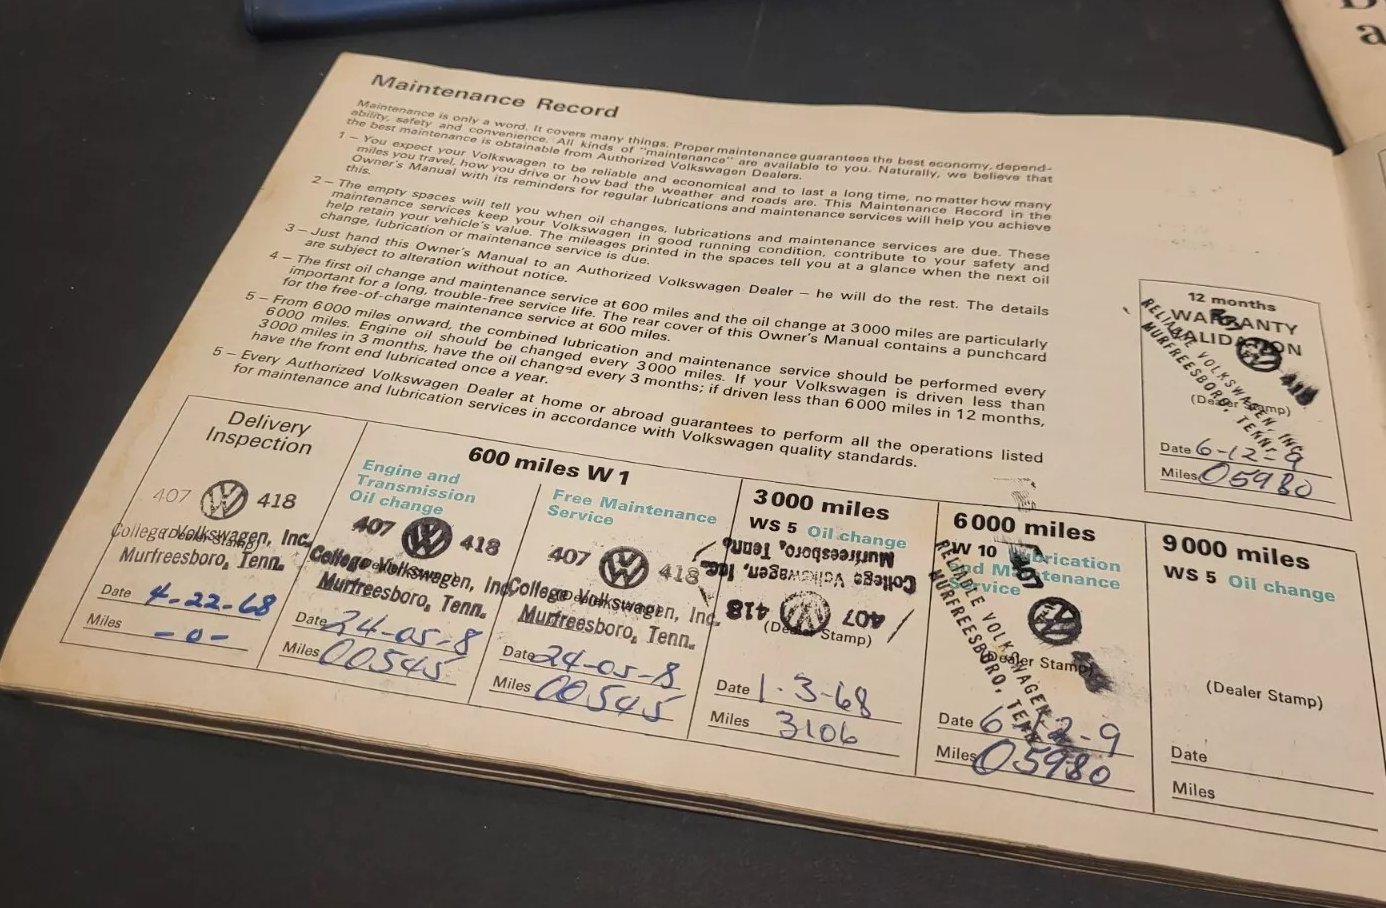 Maintenance Record
Maintenance is only a word. It covers many things. Proper maintenance guarantees the best economy, depend-
ability, safety and convenience. All kinds of "maintenance" are available to you. Naturally, we believe that
the best maintenance is obtainable from Authorized Volkswagen Dealers.
1 – You expect your Volkswagen to be reliable and economical and to last a long time, no matter how many
miles you travel, how you drive or how bad the weather and roads are. This Maintenance Record in the
Owner's Manual with its reminders for regular lubrications and maintenance services will help you achieve
this.
2 – The empty spaces will tell you when oil changes, lubrications and maintenance services are due. These
maintenance services keep your Volkswagen in good running condition, contribute to your safety and
help retain your vehicle's value. The mileages printed in the spaces tell you at a glance when the next oil
change, lubrication or maintenance service is due.
3 – Just hand this Owner's Manual to an Authorized Volkswagen Dealer – he will do the rest. The details
are subject to alteration without notice.
4 – The first oil change and maintenance service at 600 miles and the oil change at 3000 miles are particularly
important for a long, trouble-free service life. The rear cover of this Owner's Manual contains a punchcard
for the free-of-charge maintenance service at 600 miles.
5 – From 6000 miles onward, the combined lubrication and maintenance service should be performed every
6000 miles. Engine oil should be changed every 3000 miles. If your Volkswagen is driven less than
3000 miles in 3 months, have the oil changed every 3 months; if driven less than 6000 miles in 12 months,
have the front end lubricated once a year.
5 – Every Authorized Volkswagen Dealer at home or abroad guarantees to perform all the operations listed
for maintenance and lubrication services in accordance with Volkswagen quality standards.
12 months
WARRANTY
VALIDATION
RELIABLE VOLKSWAGEN, INC.
MURFREESBORO, TENN.
(Dealer Stamp)
Date 6-12-9
Miles 05980
Delivery
Inspection
407 418
College Volkswagen, Inc.
(Dealer Stamp)
Murfreesboro, Tenn.
Date 4-22-68
Miles -0-
600 miles W 1
Engine and
Transmission
Oil change
407 418
College Volkswagen, Inc.
Murfreesboro, Tenn.
Date 24-05-8
Miles 00545
Free Maintenance
Service
407 418
College Volkswagen, Inc.
Murfreesboro, Tenn.
Date 24-05-8
Miles 00545
3000 miles
WS 5 Oil change
407 418
College Volkswagen, Inc.
Murfreesboro, Tenn.
(Dealer Stamp)
Date 1-3-68
Miles 3106
6000 miles
W 10 Lubrication
and Maintenance
Service
407
RELIABLE VOLKSWAGEN
MURFREESBORO, TENN
(Dealer Stamp)
Date 6-12-9
Miles 05980
9000 miles
WS 5 Oil change
(Dealer Stamp)
Date
Miles